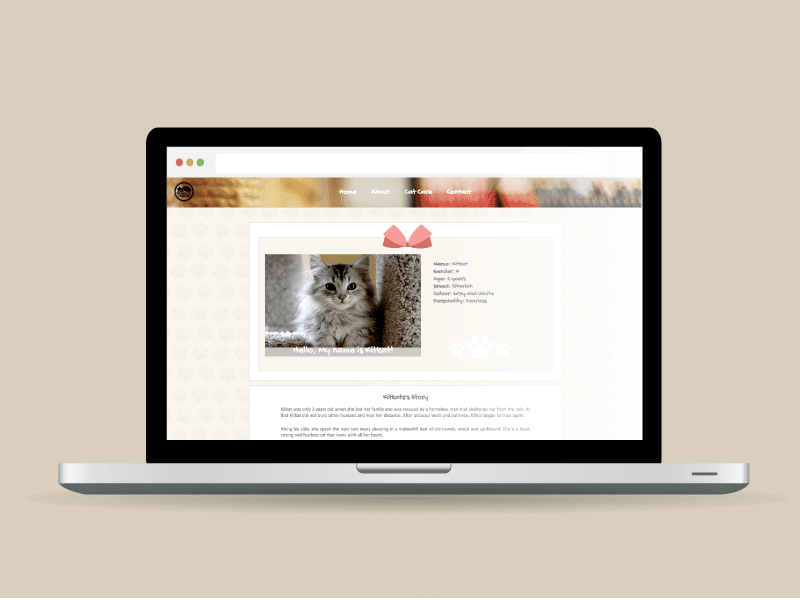 Home About Cat Cafe Contact
Name: Kitkat
Gender: F
Age: 4 years
Breed: Siberian
Colour: Grey and White
Personality: Fearless
Hello, My name is Kitkat!
Kitkats's Story
Kitkat was only 2 years old when she lost her family and was rescued by a homeless man that sheltered her from the rain. At
first Kitkat did not trust other humans and kept her distance. After arduous work and patience, Kitkat began to trust again.
Along his side, she spent the next two years sleeping in a makeshift bed of old towels, wood and cardboard. She is a loyal,
strong and fearless cat that loves with all her heart.